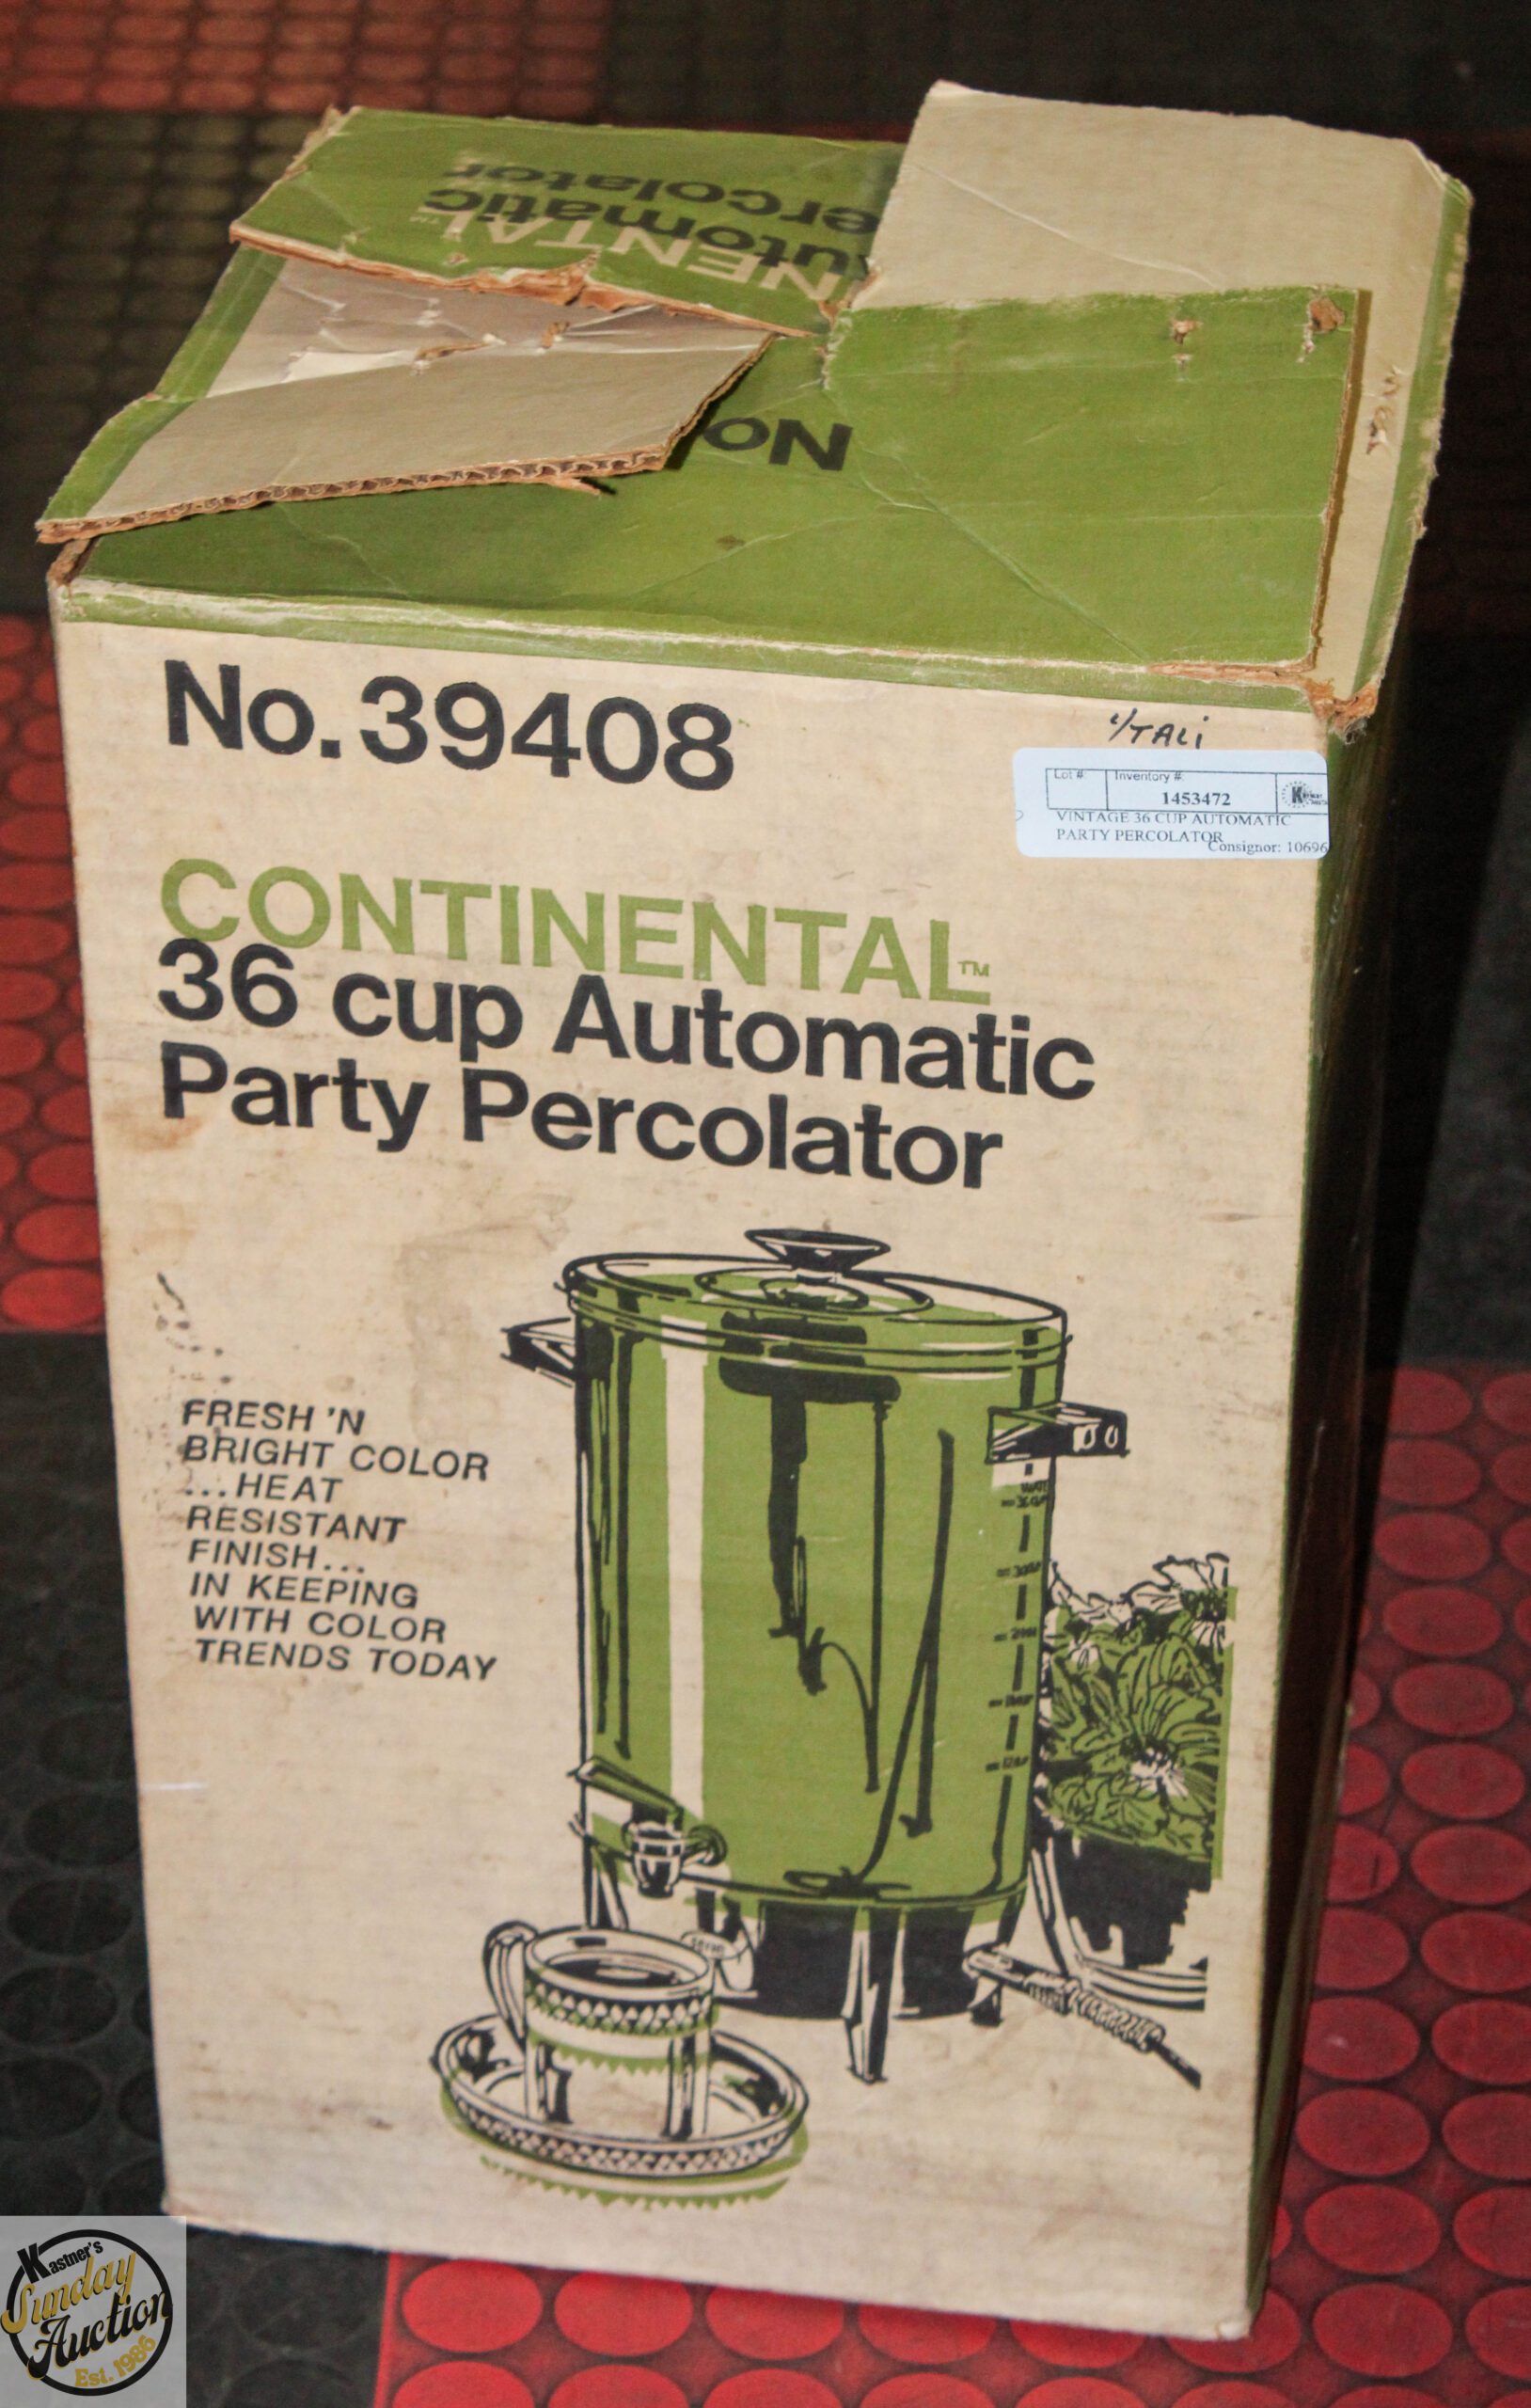 ercolator
utomatic
NENTAL™
No
No. 39408
Lot #
Inventory #:
1453472
VINTAGE 36 CUP AUTOMATIC
PARTY PERCOLATOR
Consignor: 10696
CONTINENTAL™
36 cup Automatic
Party Percolator
FRESH 'N
BRIGHT COLOR
...HEAT
RESISTANT
FINISH...
IN KEEPING
WITH COLOR
TRENDS TODAY
Kastner's
Sunday
Auction
Est. 1986